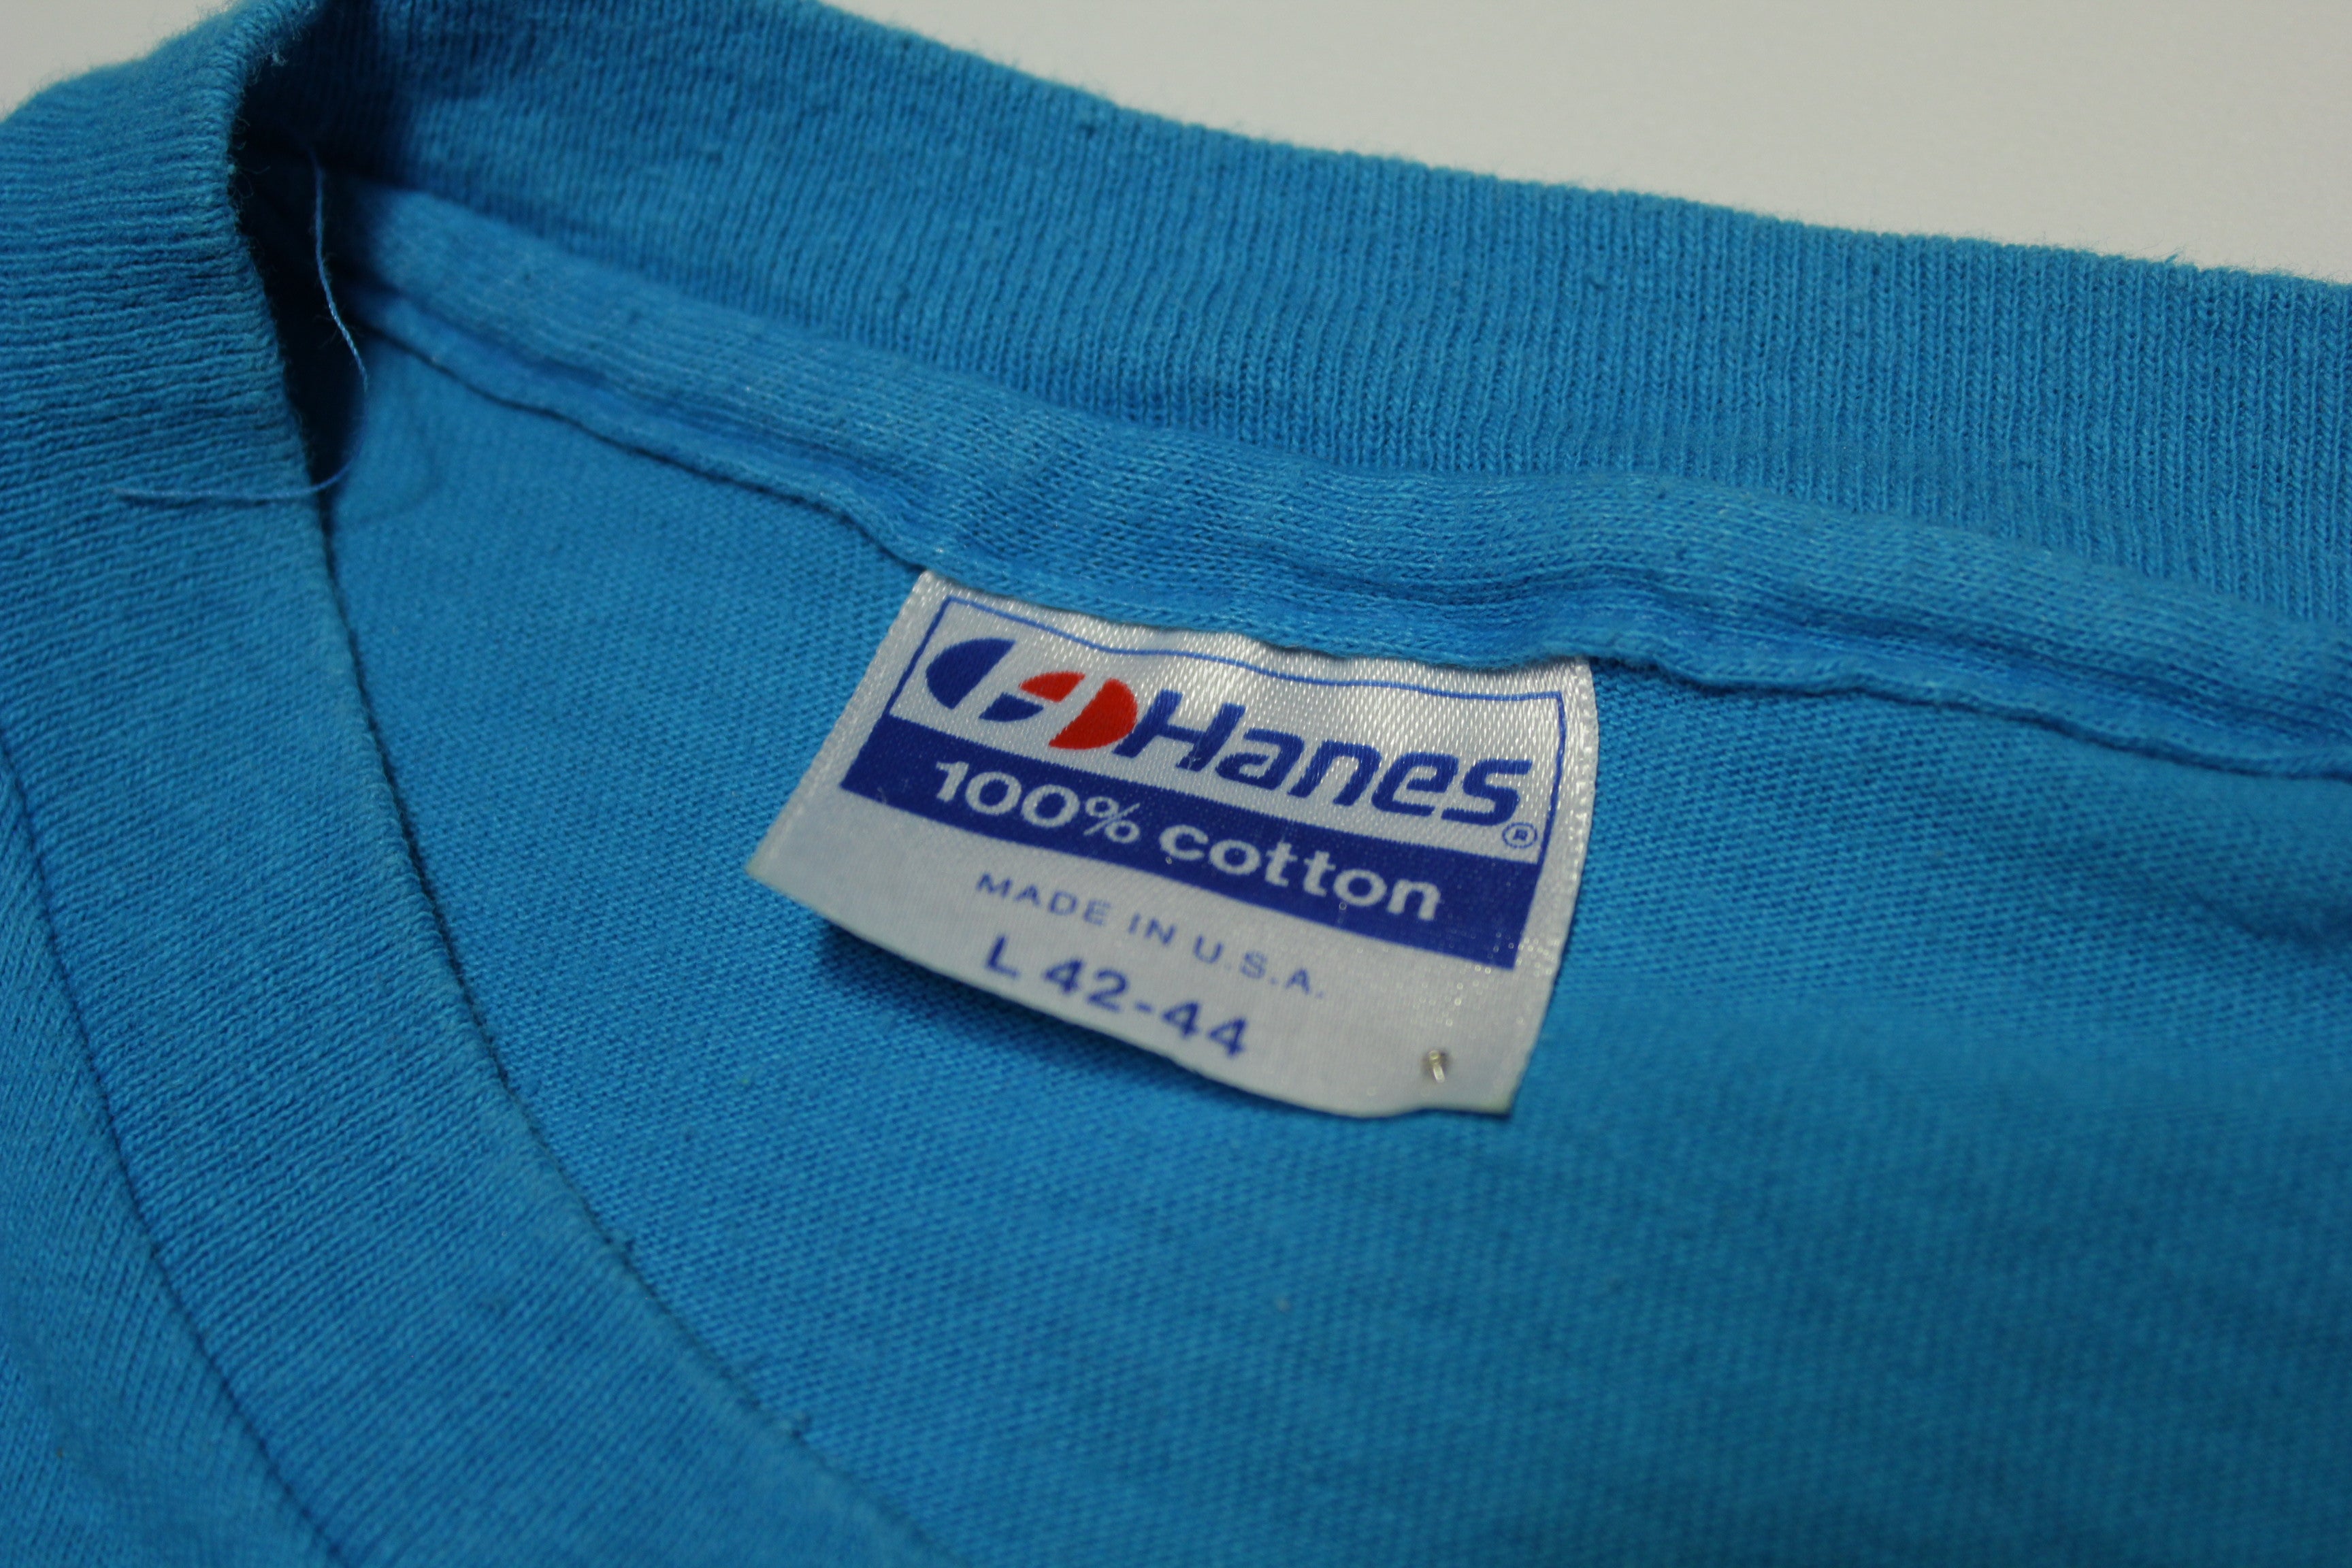 Hanes®
100% cotton
MADE IN U.S.A.
L 42-44